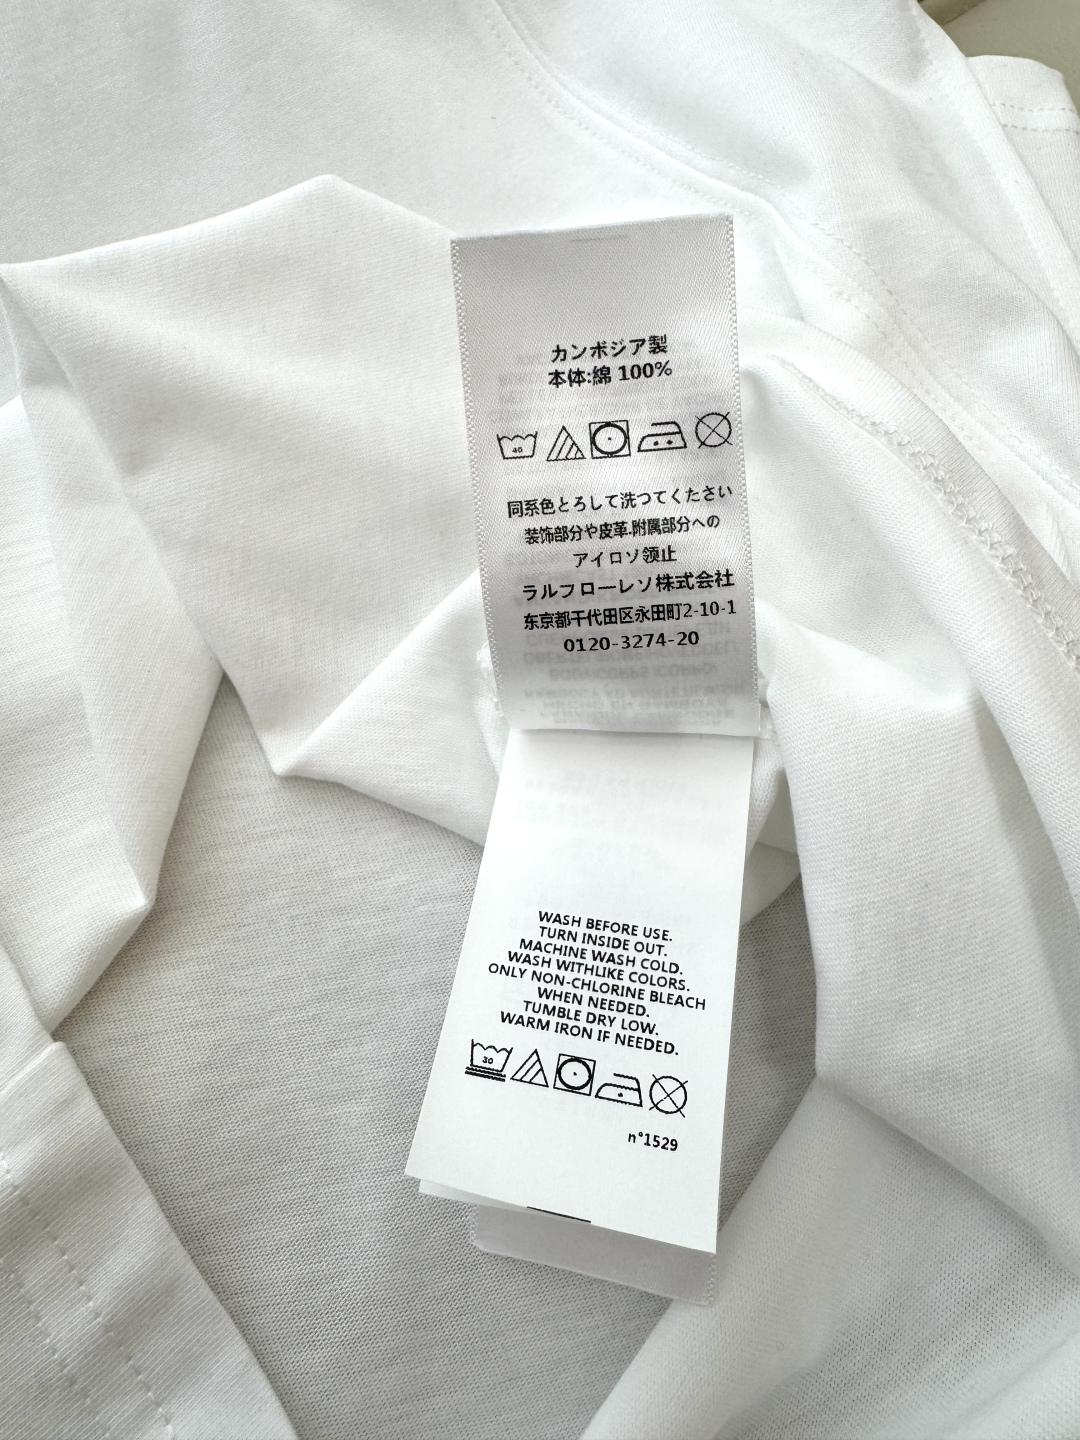 カンボジア製
本体:綿 100%
40
同系色とろして洗つてくたさい
装饰部分や皮革.附属部分への
アイロソ领止
ラルフローレソ株式会社
东京都千代田区永田町2-10-1
0120-3274-20
WASH BEFORE USE.
TURN INSIDE OUT.
MACHINE WASH COLD.
WASH WITHLIKE COLORS.
ONLY NON-CHLORINE BLEACH
WHEN NEEDED.
TUMBLE DRY LOW.
WARM IRON IF NEEDED.
30
n°1529